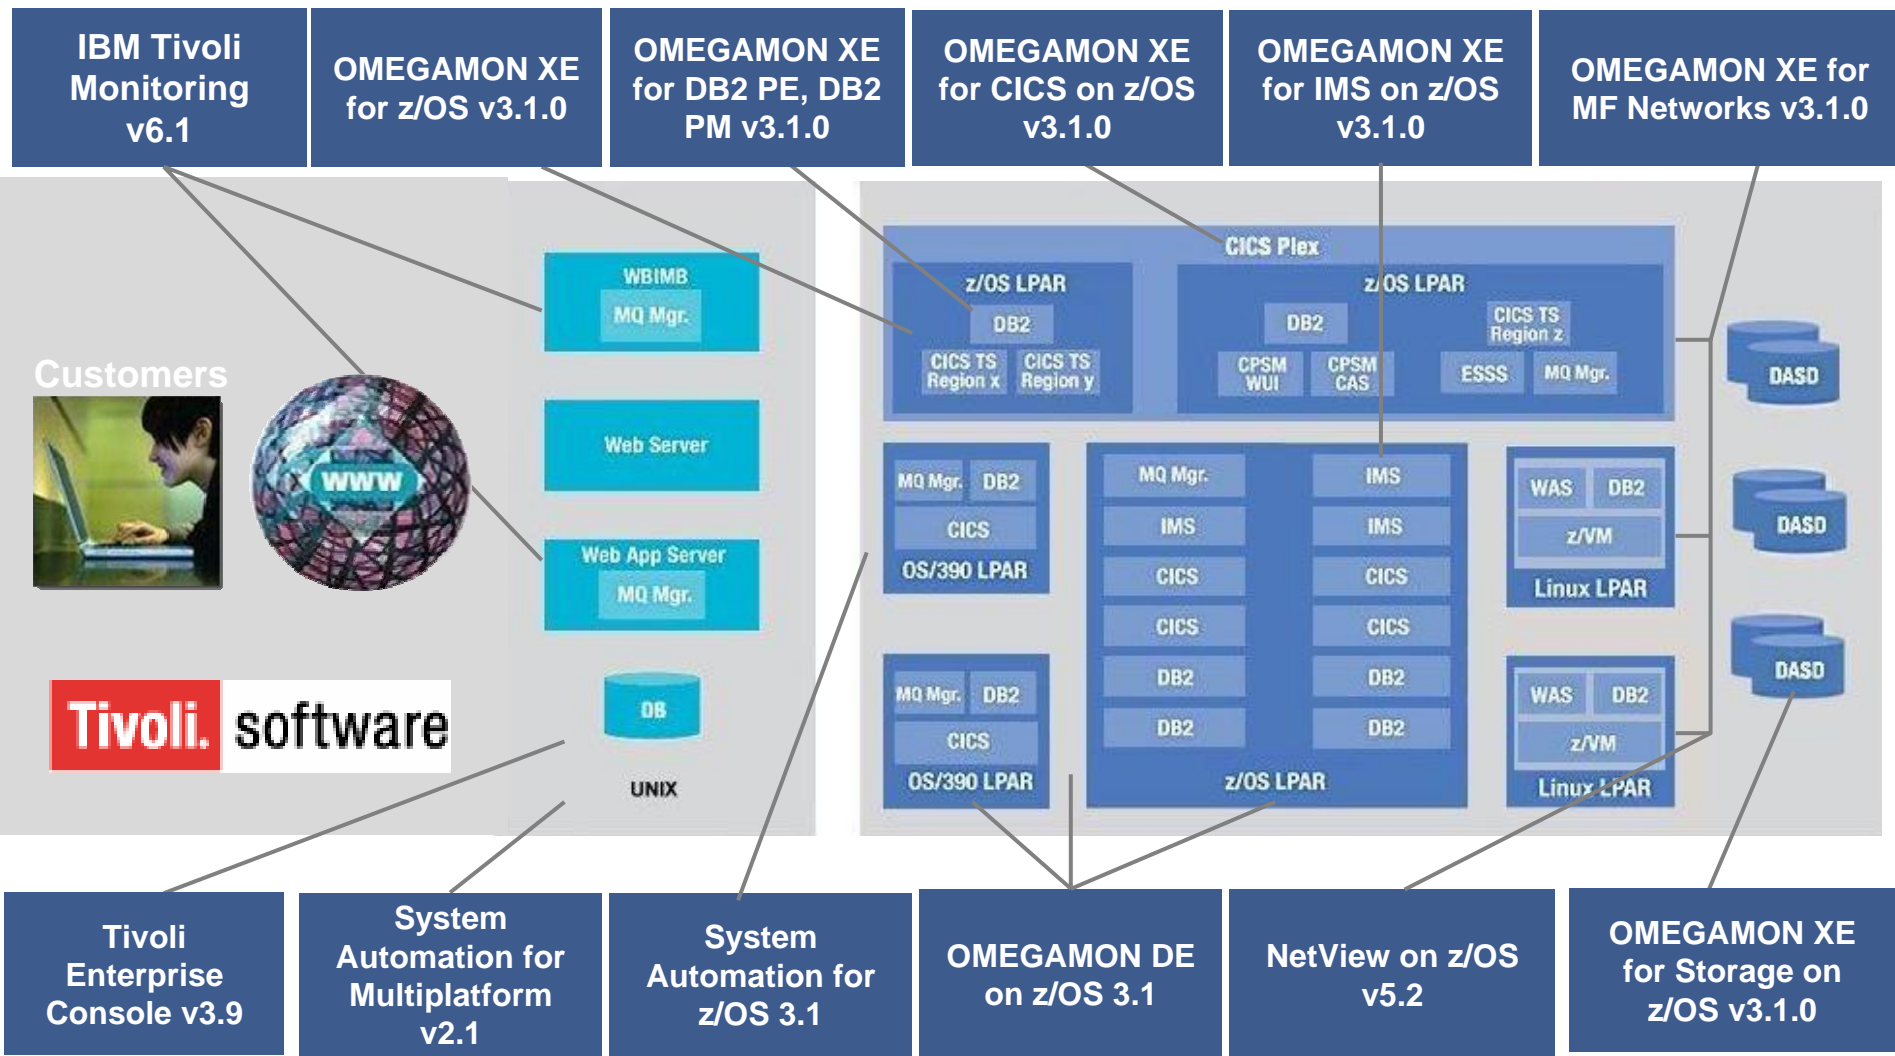 IBM Tivoli
Monitoring
v6.1
OMEGAMON XE
for z/OS v3.1.0
OMEGAMON XE
for DB2 PE, DB2
PM v3.1.0
OMEGAMON XE
for CICS on z/OS
v3.1.0
OMEGAMON XE
for IMS on z/OS
v3.1.0
OMEGAMON XE for
MF Networks v3.1.0
Customers
WWW
Tivoli. software
WBIMB
MQ Mgr.
Web Server
Web App Server
MQ Mgr.
DB
UNIX
CICS Plex
z/OS LPAR
DB2
CICS TS
Region x
CICS TS
Region y
z/OS LPAR
DB2
CICS TS
Region z
CPSM
WUI
CPSM
CAS
ESSS
MQ Mgr.
MQ Mgr.
DB2
CICS
OS/390 LPAR
MQ Mgr.
DB2
CICS
OS/390 LPAR
MQ Mgr.
IMS
IMS
IMS
CICS
CICS
CICS
CICS
DB2
DB2
DB2
DB2
z/OS LPAR
WAS
DB2
z/VM
Linux LPAR
WAS
DB2
z/VM
Linux LPAR
DASD
DASD
DASD
Tivoli
Enterprise
Console v3.9
System
Automation for
Multiplatform
v2.1
System
Automation for
z/OS 3.1
OMEGAMON DE
on z/OS 3.1
NetView on z/OS
v5.2
OMEGAMON XE
for Storage on
z/OS v3.1.0